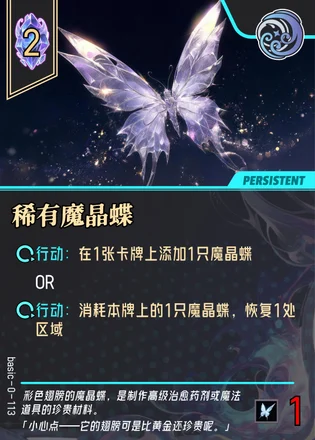 2
PERSISTENT
稀有魔晶蝶
行动：在1张卡牌上添加1只魔晶蝶
OR
行动：消耗本牌上的1只魔晶蝶，恢复1处
区域
彩色翅膀的魔晶蝶，是制作高级治愈药剂或魔法
道具的珍贵材料。
「小心点——它的翅膀可是比黄金还珍贵呢。」
1
basic-0-113